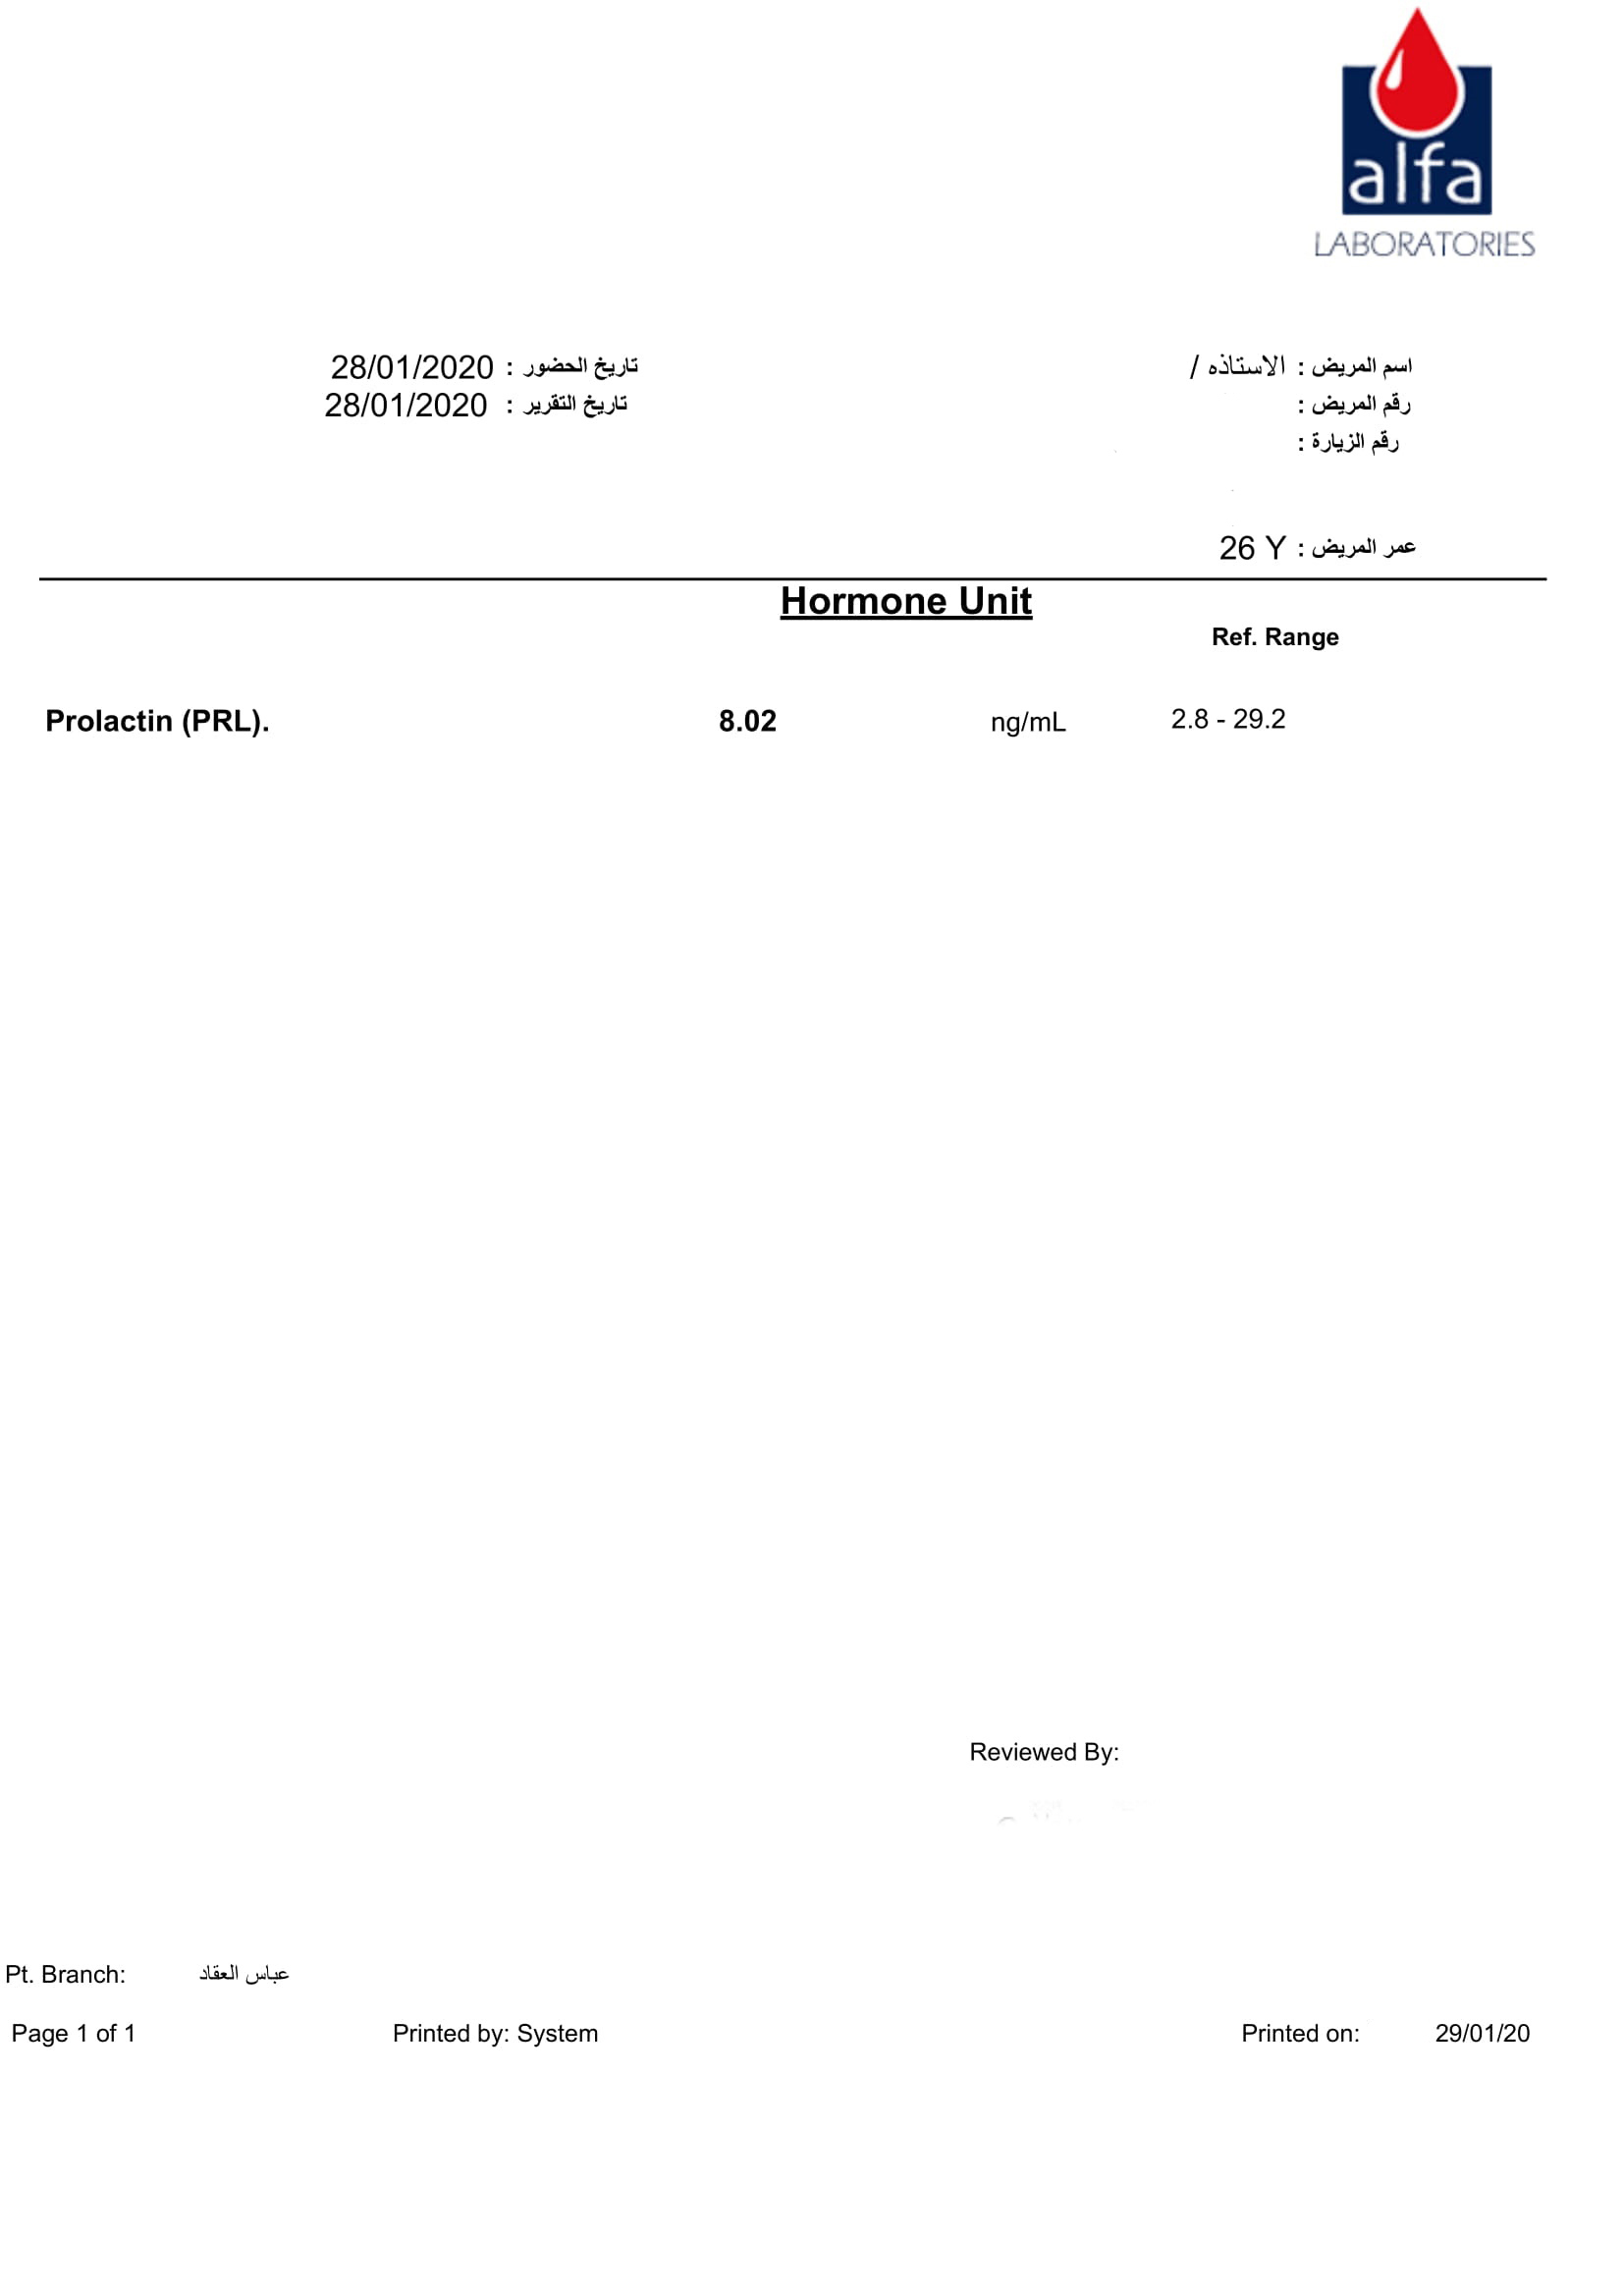 alfa
LABORATORIES
اسم المريض : الاستاذه / تاريخ الحضور : 28/01/2020
رقم المريض : تاريخ التقرير : 28/01/2020
رقم الزيارة :
عمر المريض : 26 Y
Hormone Unit
Ref. Range
Prolactin (PRL). 8.02 ng/mL 2.8 - 29.2
Reviewed By:
Pt. Branch: عباس العقاد
Page 1 of 1 Printed by: System Printed on: 29/01/20